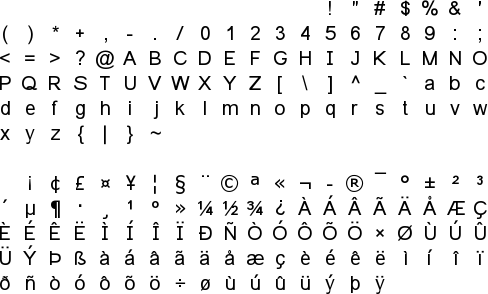 ! " # $ % & '
( ) * + , - . / 0 1 2 3 4 5 6 7 8 9 : ;
< = > ? @ A B C D E F G H I J K L M N O
P Q R S T U V W X Y Z [ \ ] ^ _ ` a b c
d e f g h i j k l m n o p q r s t u v w
x y z { | } ~
¡ ¢ £ ¤ ¥ ¦ § ¨ © ª « ¬ - ® ¯ ° ± ² ³
´ µ ¶ · ¸ ¹ º » ¼ ½ ¾ ¿ À Á Â Ã Ä Å Æ Ç
È É Ê Ë Ì Í Î Ï Ð Ñ Ò Ó Ô Õ Ö × Ø Ù Ú Û
Ü Ý Þ ß à á â ã ä å æ ç è é ê ë ì í î ï
ð ñ ò ó ô õ ö ÷ ø ù ú û ü ý þ ÿ